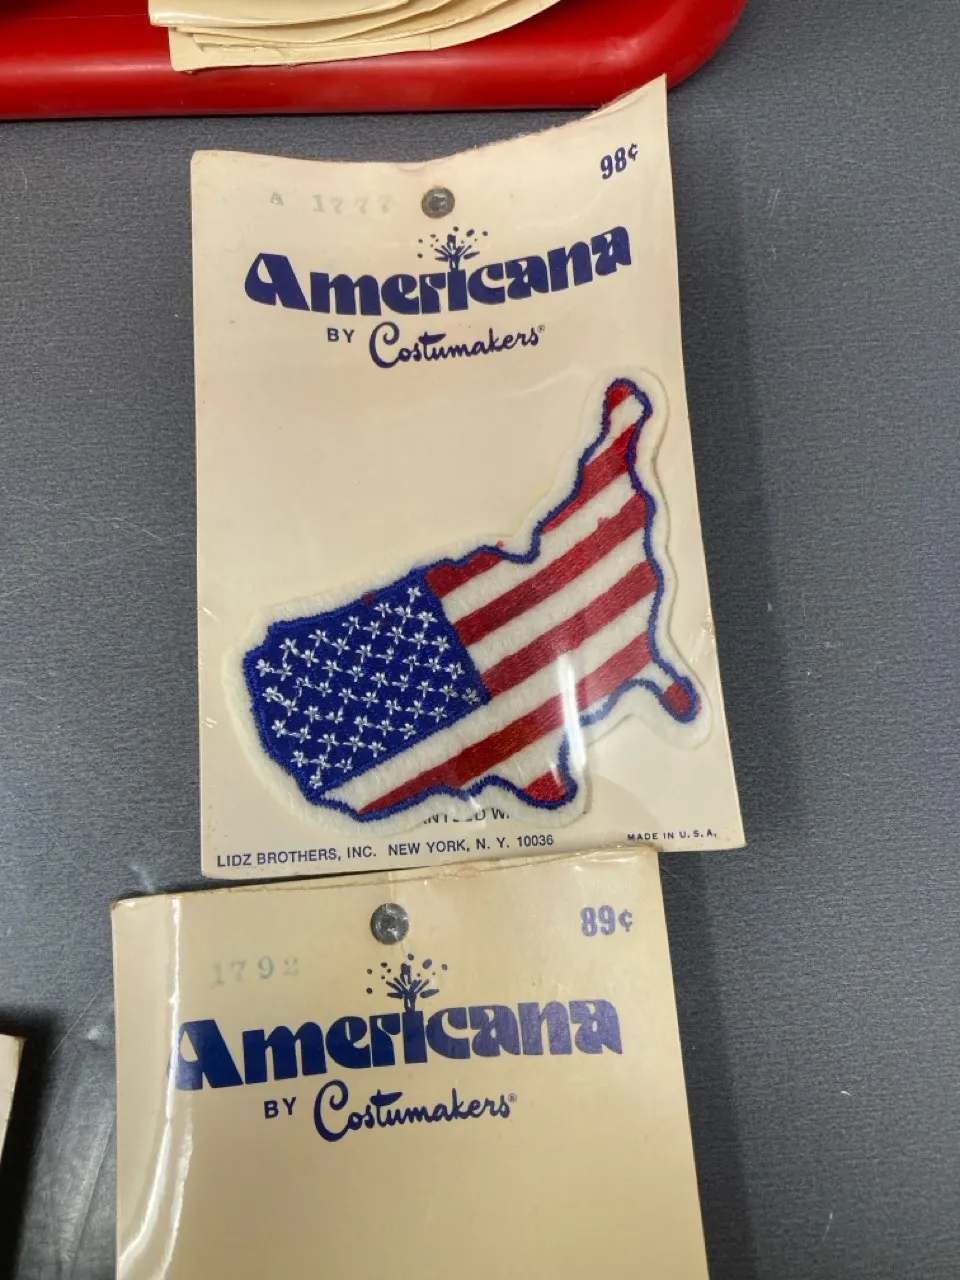 98¢
A 1777
Americana
BY Costumakers®
LIDZ BROTHERS, INC. NEW YORK, N. Y. 10036
MADE IN U.S.A.
89¢
1792
Americana
BY Costumakers®